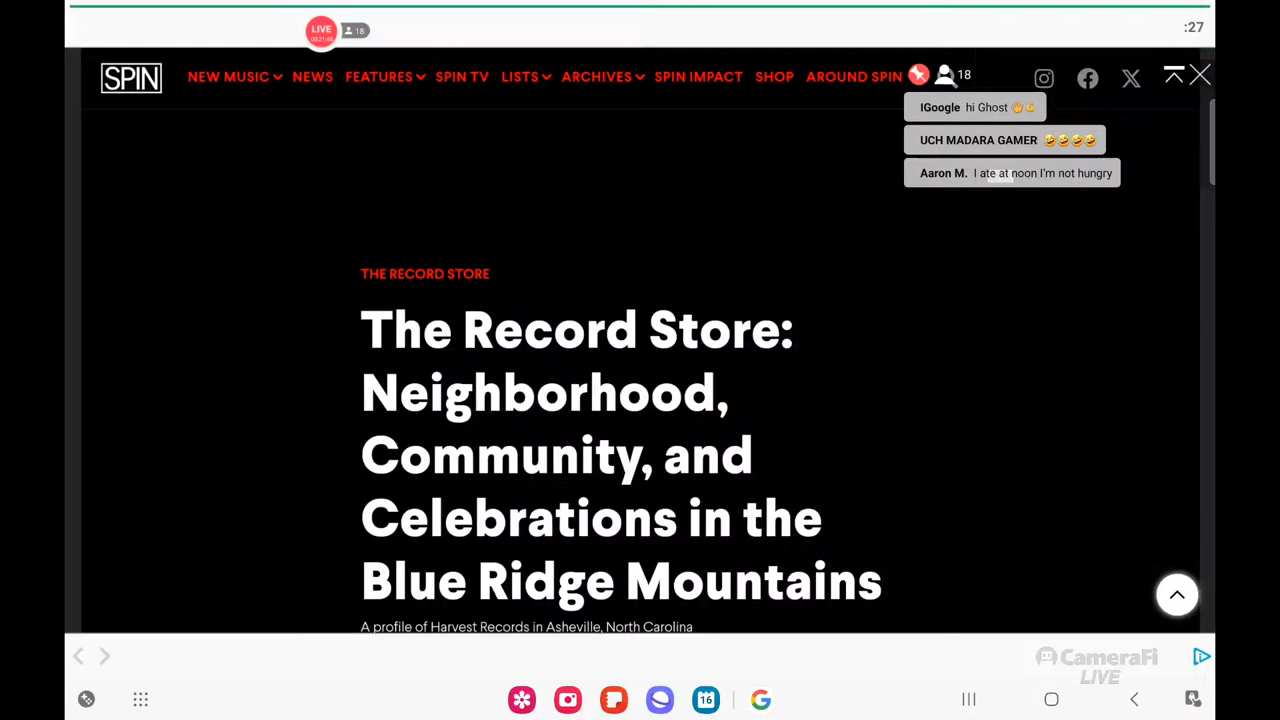 :27
LIVE
18
SPIN
NEW MUSIC NEWS FEATURES SPIN TV LISTS ARCHIVES SPIN IMPACT SHOP AROUND SPIN
18
IGoogle hi Ghost 👋💪
UCH MADARA GAMER 🤣🤣🤣🤣
Aaron M. I ate at noon I'm not hungry
THE RECORD STORE
The Record Store:
Neighborhood,
Community, and
Celebrations in the
Blue Ridge Mountains
A profile of Harvest Records in Asheville, North Carolina
CameraFi
LIVE
16